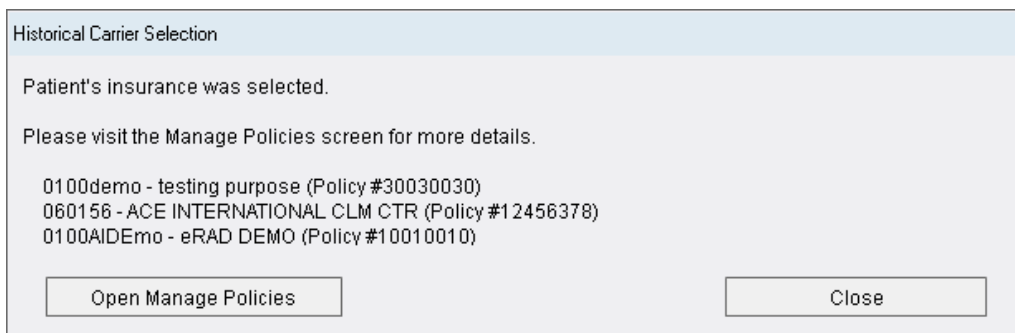 Historical Carrier Selection
Patient's insurance was selected.
Please visit the Manage Policies screen for more details.
0100demo - testing purpose (Policy #30030030)
060156 - ACE INTERNATIONAL CLM CTR (Policy #12456378)
0100AIDEmo - eRAD DEMO (Policy #10010010)
Open Manage Policies
Close